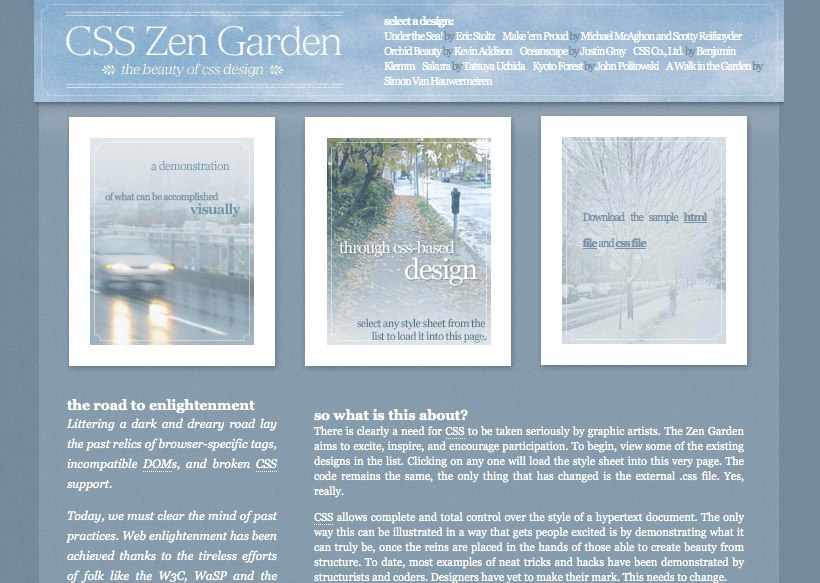 CSS Zen Garden
the beauty of css design
select a design:
Under the Sea! by Eric Stoltz Make 'em Proud by Michael McAghon and Scotty Reifsnyder
Orchid Beauty by Kevin Addison Oceanscape by Justin Gray CSS Co., Ltd. by Benjamin
Klemm Sakura by Tatsuya Uchida Kyoto Forest by John Politowski A Walk in the Garden by
Simon Van Hauwermeiren
a demonstration
of what can be accomplished
visually
through css-based
design
select any style sheet from the
list to load it into this page.
Download the sample html
file and css file
the road to enlightenment
Littering a dark and dreary road lay
the past relics of browser-specific tags,
incompatible DOMs, and broken CSS
support.
Today, we must clear the mind of past
practices. Web enlightenment has been
achieved thanks to the tireless efforts
of folk like the W3C, WaSP and the
so what is this about?
There is clearly a need for CSS to be taken seriously by graphic artists. The Zen Garden
aims to excite, inspire, and encourage participation. To begin, view some of the existing
designs in the list. Clicking on any one will load the style sheet into this very page. The
code remains the same, the only thing that has changed is the external .css file. Yes,
really.
CSS allows complete and total control over the style of a hypertext document. The only
way this can be illustrated in a way that gets people excited is by demonstrating what it
can truly be, once the reins are placed in the hands of those able to create beauty from
structure. To date, most examples of neat tricks and hacks have been demonstrated by
structurists and coders. Designers have yet to make their mark. This needs to change.